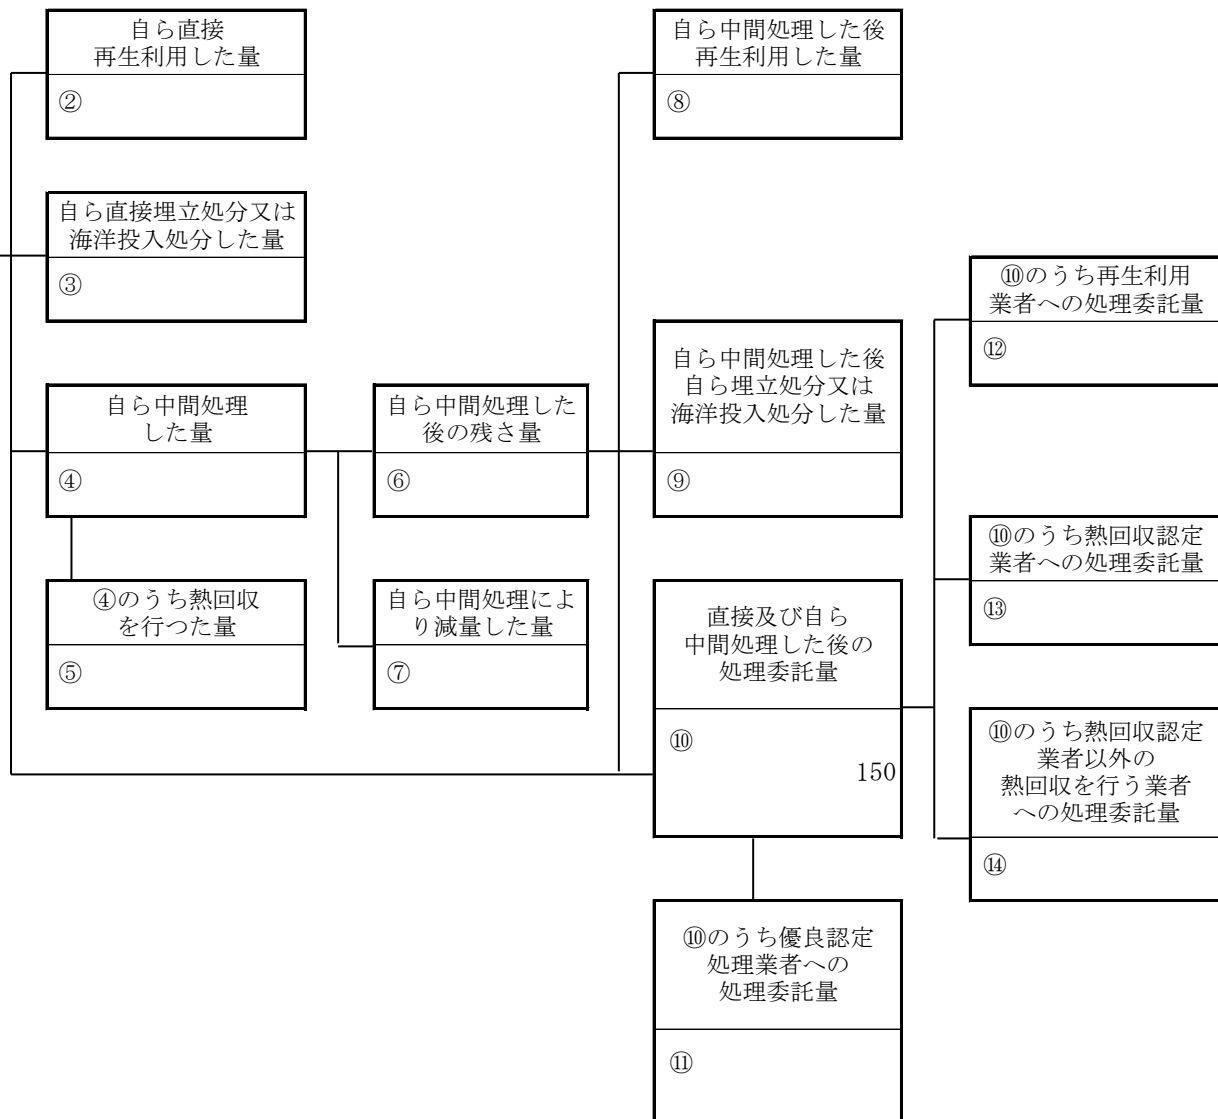 自ら直接
再生利用した量
②
自ら直接埋立処分又は
海洋投入処分した量
③
自ら中間処理
した量
④
④のうち熱回収
を行つた量
⑤
自ら中間処理した
後の残さ量
⑥
自ら中間処理によ
り減量した量
⑦
自ら中間処理した後
再生利用した量
⑧
自ら中間処理した後
自ら埋立処分又は
海洋投入処分した量
⑨
直接及び自ら
中間処理した後の
処理委託量
⑩
150
⑩のうち優良認定
処理業者への
処理委託量
⑪
⑩のうち再生利用
業者への処理委託量
⑫
⑩のうち熱回収認定
業者への処理委託量
⑬
⑩のうち熱回収認定
業者以外の
熱回収を行う業者
への処理委託量
⑭